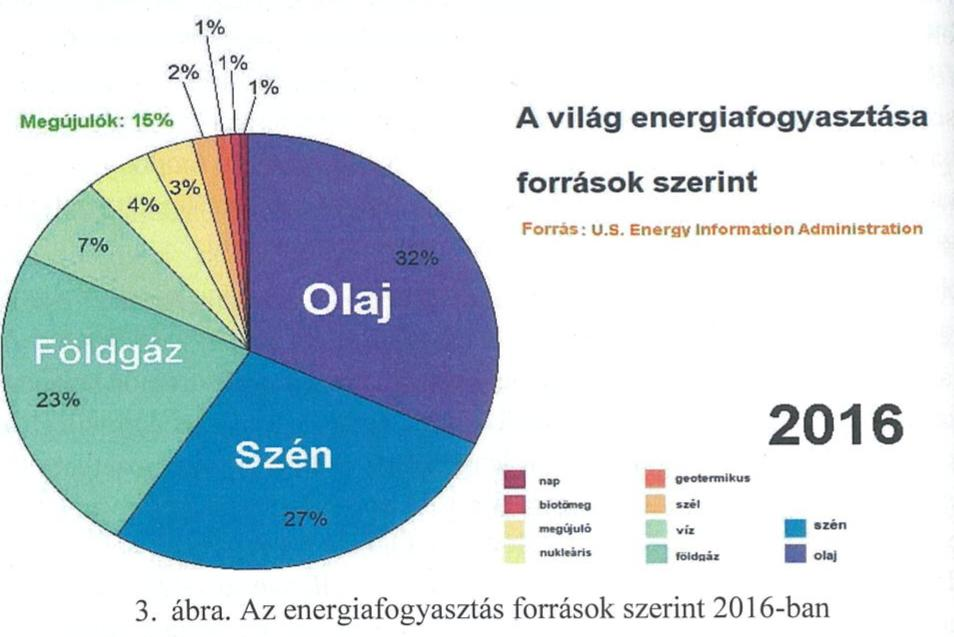 1%
2%
1%
1%
Megújulók: 15%
3%
4%
7%
32%
Olaj
Földgáz
23%
Szén
27%
A világ energiafogyasztása
források szerint
Forrás: U.S. Energy Information Administration
2016
nap
biotömeg
megújuló
nukleáris
geotermikus
szél
víz
földgáz
szén
olaj
3. ábra. Az energiafogyasztás források szerint 2016-ban